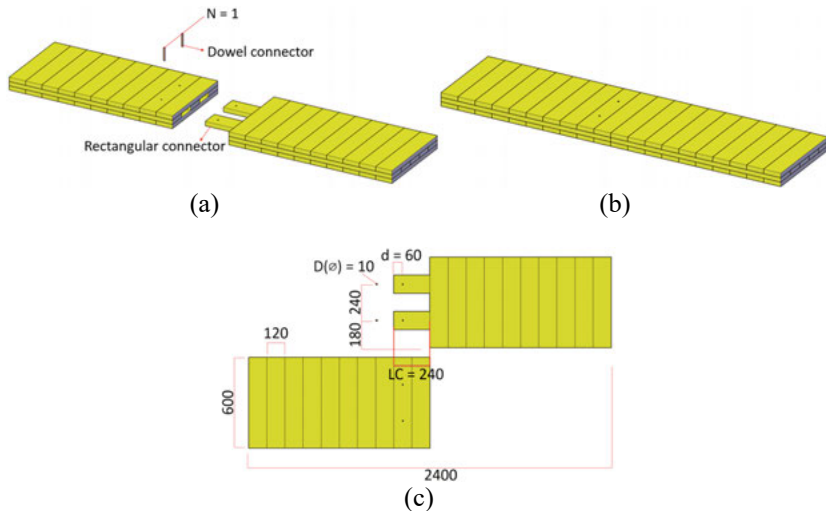 N = 1
Dowel connector
Rectangular connector
(a)
(b)
d = 60
D(ø) = 10
240
180
120
LC = 240
600
2400
(c)